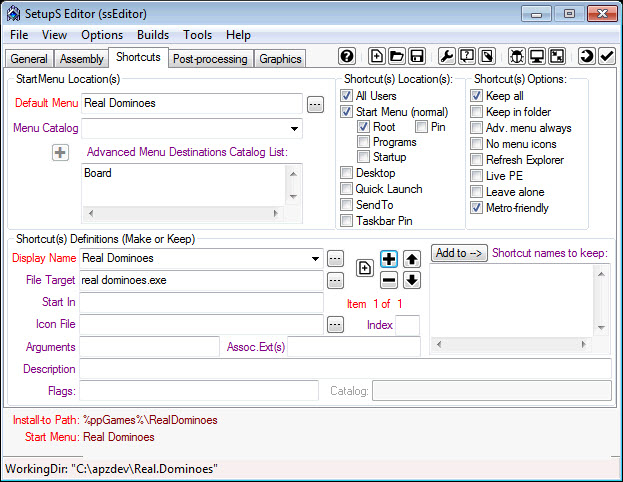 SetupS Editor (ssEditor)
File View Options Builds Tools Help
General Assembly Shortcuts Post-processing Graphics
StartMenu Location(s)
Default Menu Real Dominoes ...
Menu Catalog
Advanced Menu Destinations Catalog List:
Board
Shortcut(s) Location(s):
All Users
Start Menu (normal)
Root Pin
Programs
Startup
Desktop
Quick Launch
SendTo
Taskbar Pin
Shortcut(s) Options:
Keep all
Keep in folder
Adv. menu always
No menu icons
Refresh Explorer
Live PE
Leave alone
Metro-friendly
Shortcut(s) Definitions (Make or Keep)
Display Name Real Dominoes ...
File Target real dominoes.exe ...
Start In
Item 1 of 1
Icon File ... Index
Arguments Assoc.Ext(s)
Description
Flags: Catalog:
Add to --> Shortcut names to keep:
Install-to Path: %ppGames%\RealDominoes
Start Menu: Real Dominoes
WorkingDir: "C:\apzdev\Real.Dominoes"